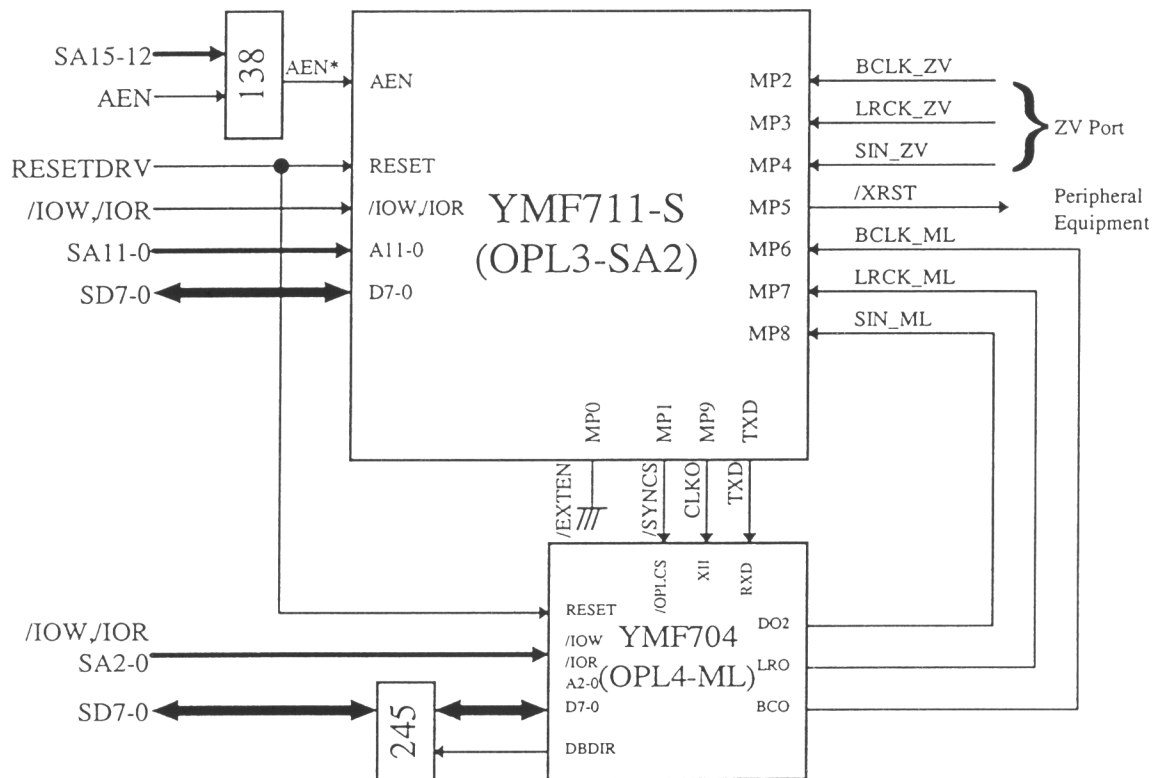 SA15-12
AEN
138
AEN*
AEN
RESETDRV
RESET
/IOW,/IOR
/IOW,/IOR
SA11-0
A11-0
SD7-0
D7-0
YMF711-S
(OPL3-SA2)
MP2
BCLK_ZV
MP3
LRCK_ZV
ZV Port
MP4
SIN_ZV
MP5
/XRST
Peripheral
Equipment
MP6
BCLK_ML
MP7
LRCK_ML
MP8
SIN_ML
MP0
MP1
MP9
TXD
/EXTEN
/SYNCS
CLKO
TXD
/OPLCS
XII
RXD
RESET
/IOW,/IOR
SA2-0
/IOW
/IOR
A2-0
YMF704
(OPL4-ML)
DO2
LRO
BCO
SD7-0
245
D7-0
DBDIR